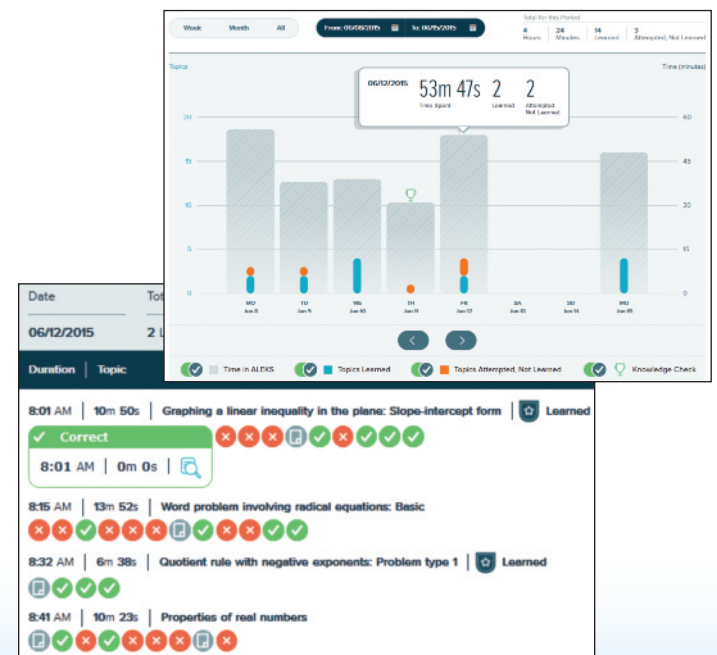 Week Month All From: 06/08/2015 To: 06/15/2015
Total for this Period
4 24 14 3
Hours Minutes Learned Attempted, Not Learned
Topics Time (minutes)
06/12/2015 53m 47s 2 2
Time Spent Learned Attempted
Not Learned
20 60
15 45
10 30
5 15
0 0
MO TU WE TH FR SA SU MO
Jun 8 Jun 9 Jun 10 Jun 11 Jun 12 Jun 13 Jun 14 Jun 15
Time in ALEKS Topics Learned Topics Attempted, Not Learned Knowledge Check
Date
06/12/2015 2
Duration | Topic
8:01 AM | 10m 50s | Graphing a linear inequality in the plane: Slope-intercept form | Learned
Correct
8:01 AM | 0m 0s |
8:15 AM | 13m 52s | Word problem involving radical equations: Basic
8:32 AM | 6m 38s | Quotient rule with negative exponents: Problem type 1 | Learned
8:41 AM | 10m 23s | Properties of real numbers